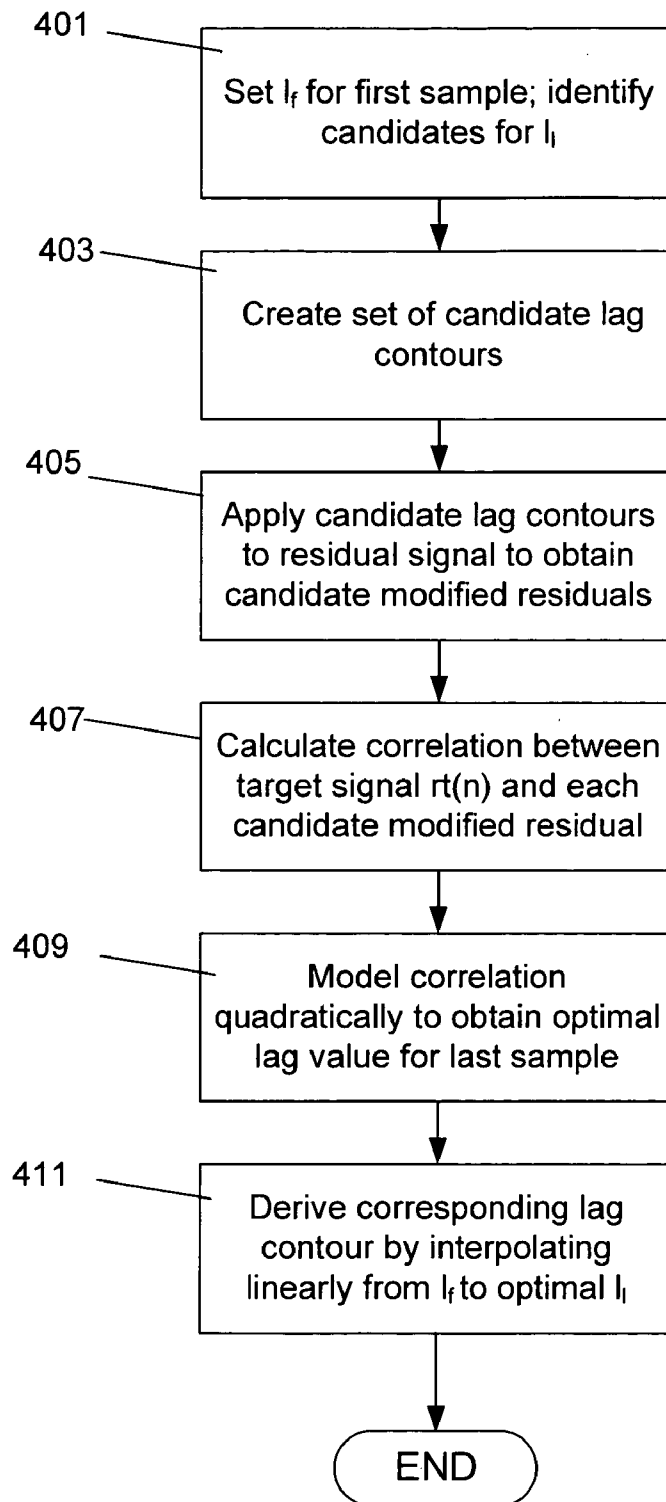 401
Set lf for first sample; identify
candidates for ll
403
Create set of candidate lag
contours
405
Apply candidate lag contours
to residual signal to obtain
candidate modified residuals
407
Calculate correlation between
target signal rt(n) and each
candidate modified residual
409
Model correlation
quadratically to obtain optimal
lag value for last sample
411
Derive corresponding lag
contour by interpolating
linearly from lf to optimal ll
END